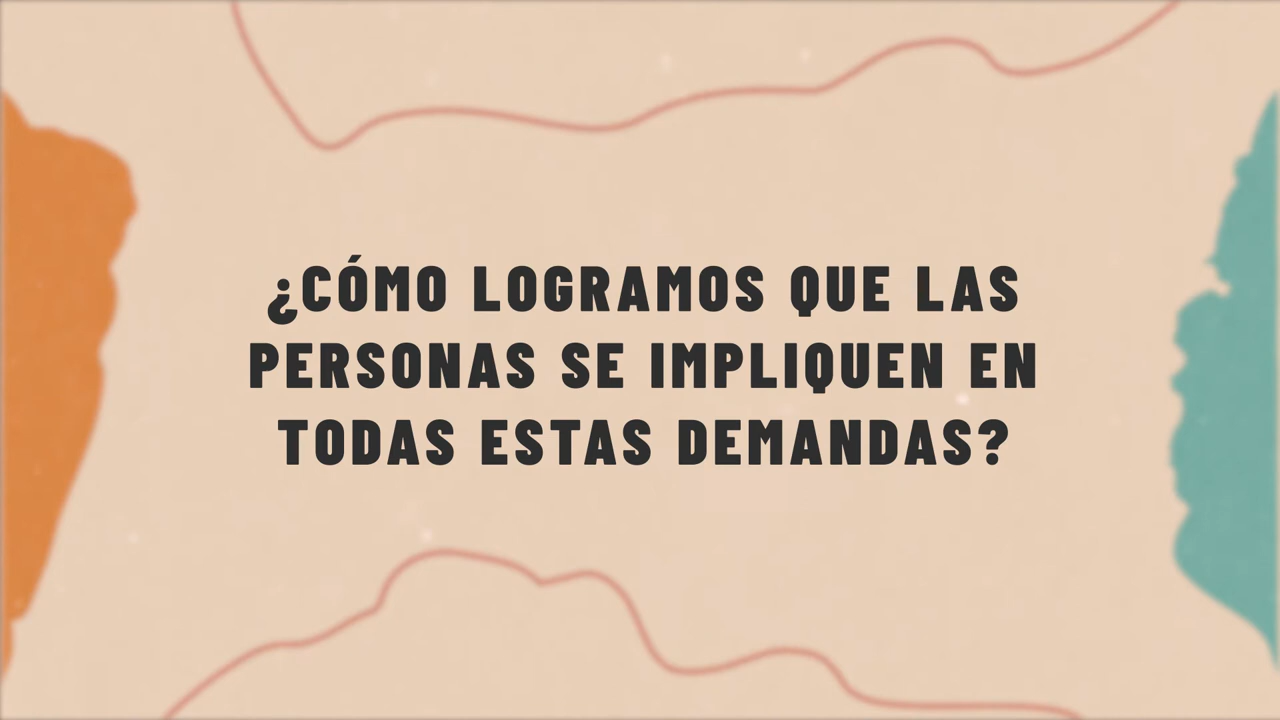 ¿CÓMO LOGRAMOS QUE LAS
PERSONAS SE IMPLIQUEN EN
TODAS ESTAS DEMANDAS?